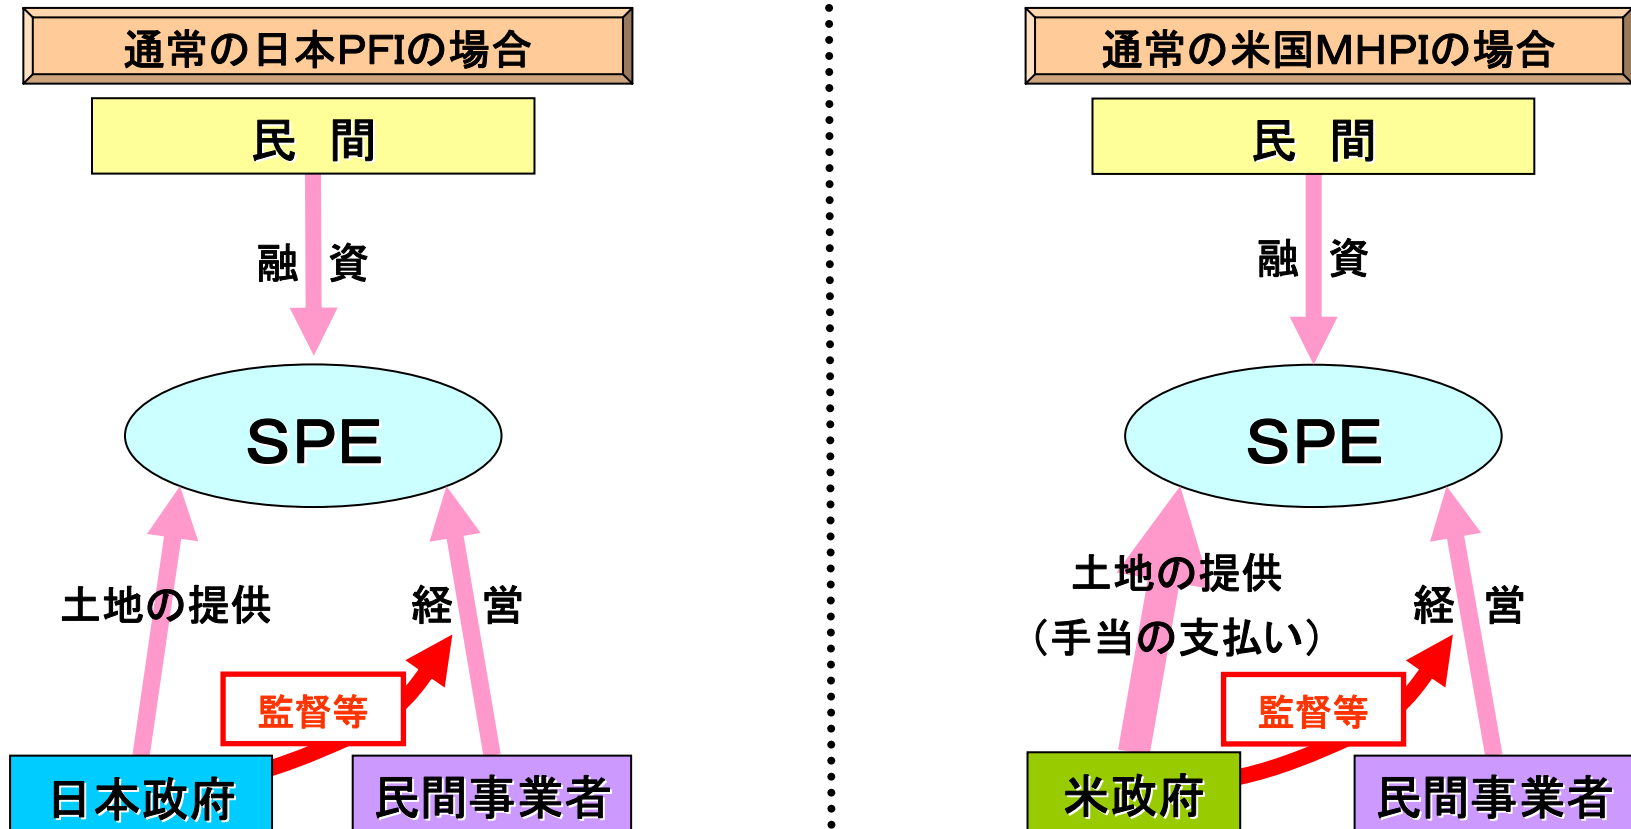 通常の日本PFIの場合
民　間
融　資
SPE
土地の提供
経　営
監督等
日本政府
民間事業者
通常の米国MHPIの場合
民　間
融　資
SPE
土地の提供
（手当の支払い）
経　営
監督等
米政府
民間事業者